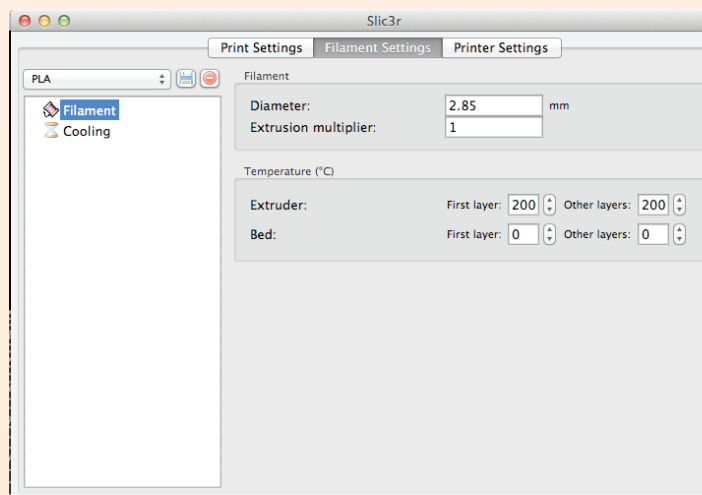 Slic3r
Print Settings Filament Settings Printer Settings
PLA
Filament
Cooling
Filament
Diameter: 2.85 mm
Extrusion multiplier: 1
Temperature (°C)
Extruder: First layer: 200 Other layers: 200
Bed: First layer: 0 Other layers: 0